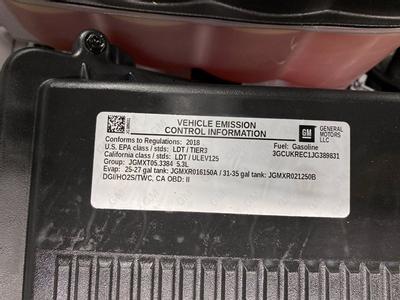 VEHICLE EMISSION
CONTROL INFORMATION
GM
GENERAL
MOTORS
LLC
Conforms to Regulations: 2018
Fuel: Gasoline
U.S. EPA class / stds: LDT / TIER3
3GCUKREC1JG389831
California class / stds: LDT / ULEV125
Group: JGMXT05.3384 5.3L
Evap: 25-27 gal tank: JGMXR016150A / 31-35 gal tank: JGMXR021250B
DGI/HO2S/TWC, CA OBD: II